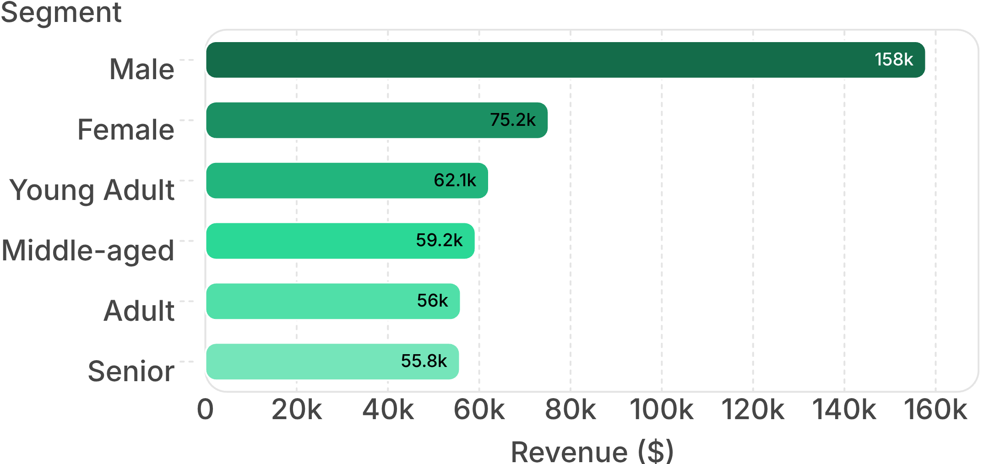 Segment
Male 158k
Female 75.2k
Young Adult 62.1k
Middle-aged 59.2k
Adult 56k
Senior 55.8k
0 20k 40k 60k 80k 100k 120k 140k 160k
Revenue ($)